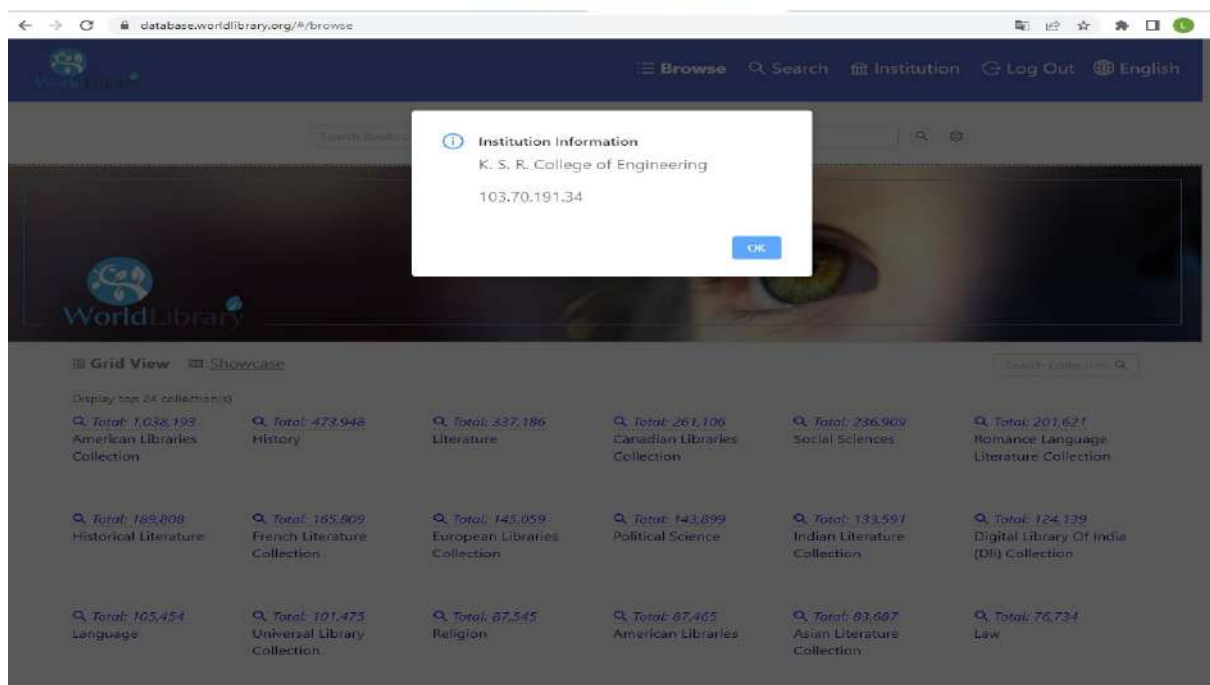 database.worldlibrary.org/#/browse
L
WorldLibrary
Browse Search Institution Log Out English
Search Books
Institution Information
K. S. R. College of Engineering
103.70.191.34
OK
WorldLibrary
Grid View Showcase
Search Collection
Display top 24 collection(s)
Total: 1,038,193 Total: 473,948 Total: 337,186 Total: 261,106 Total: 236,909 Total: 201,621
American Libraries History Literature Canadian Libraries Social Sciences Romance Language
Collection Collection Literature Collection
Total: 189,808 Total: 165,809 Total: 145,059 Total: 143,899 Total: 133,591 Total: 124,139
Historical Literature French Literature European Libraries Political Science Indian Literature Digital Library Of India
Collection Collection Collection (Dli) Collection
Total: 105,454 Total: 101,475 Total: 87,545 Total: 87,465 Total: 83,687 Total: 76,734
Language Universal Library Religion American Libraries Asian Literature Law
Collection Collection